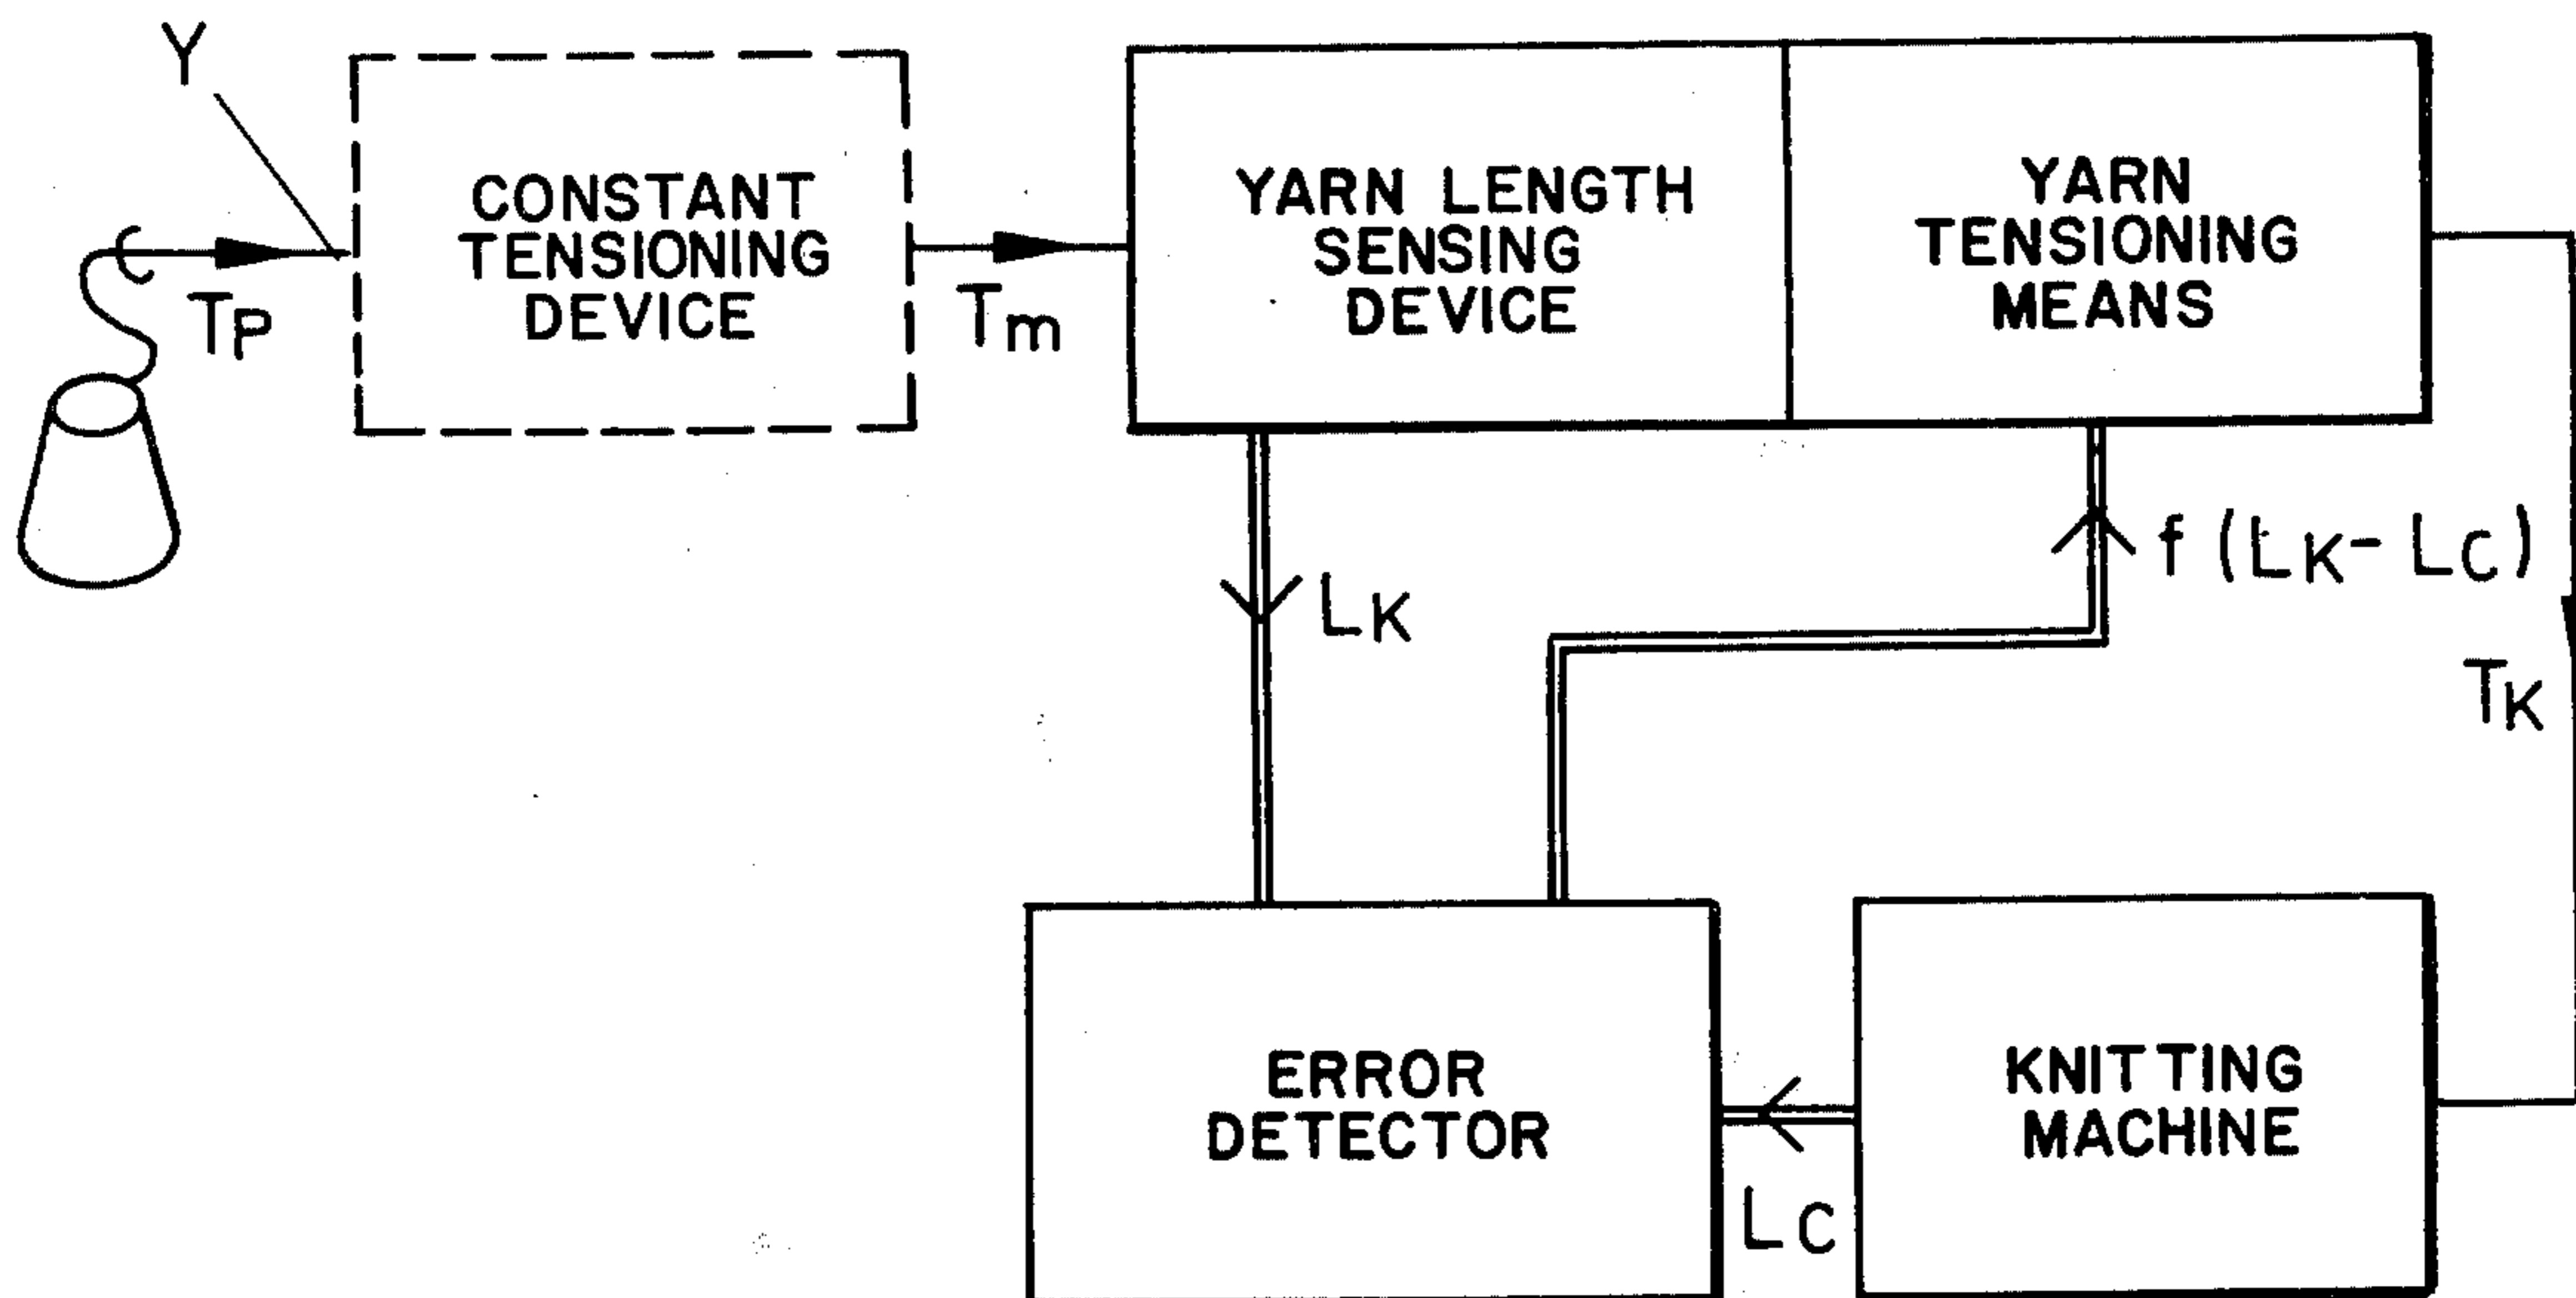 Y
CONSTANT
TENSIONING
DEVICE
YARN LENGTH
SENSING
DEVICE
YARN
TENSIONING
MEANS
TP
Tm
LK
f (LK- LC)
TK
ERROR
DETECTOR
KNITTING
MACHINE
LC